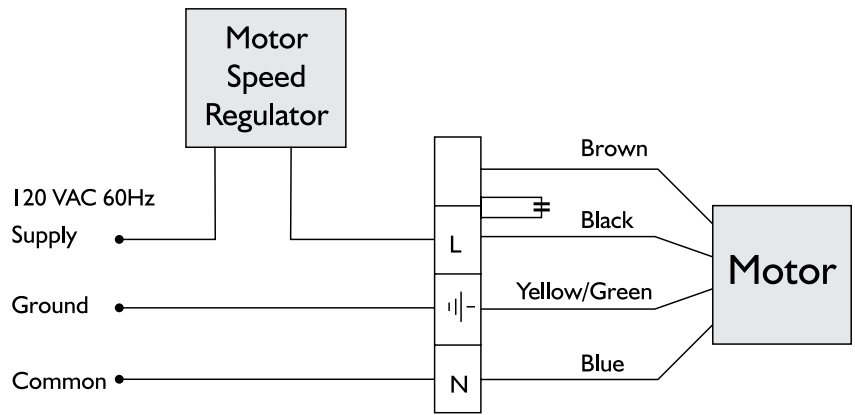 Motor
Speed
Regulator
120 VAC 60Hz
Supply
Ground
Common
L
N
Brown
Black
Yellow/Green
Blue
Motor